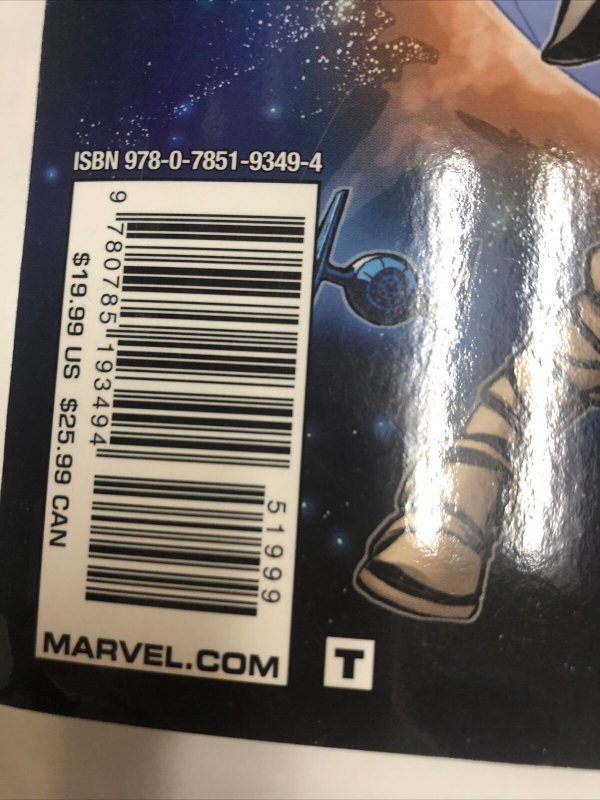 ISBN 978-0-7851-9349-4
9 780785 193494
51999
$19.99 US $25.99 CAN
MARVEL.COM
T